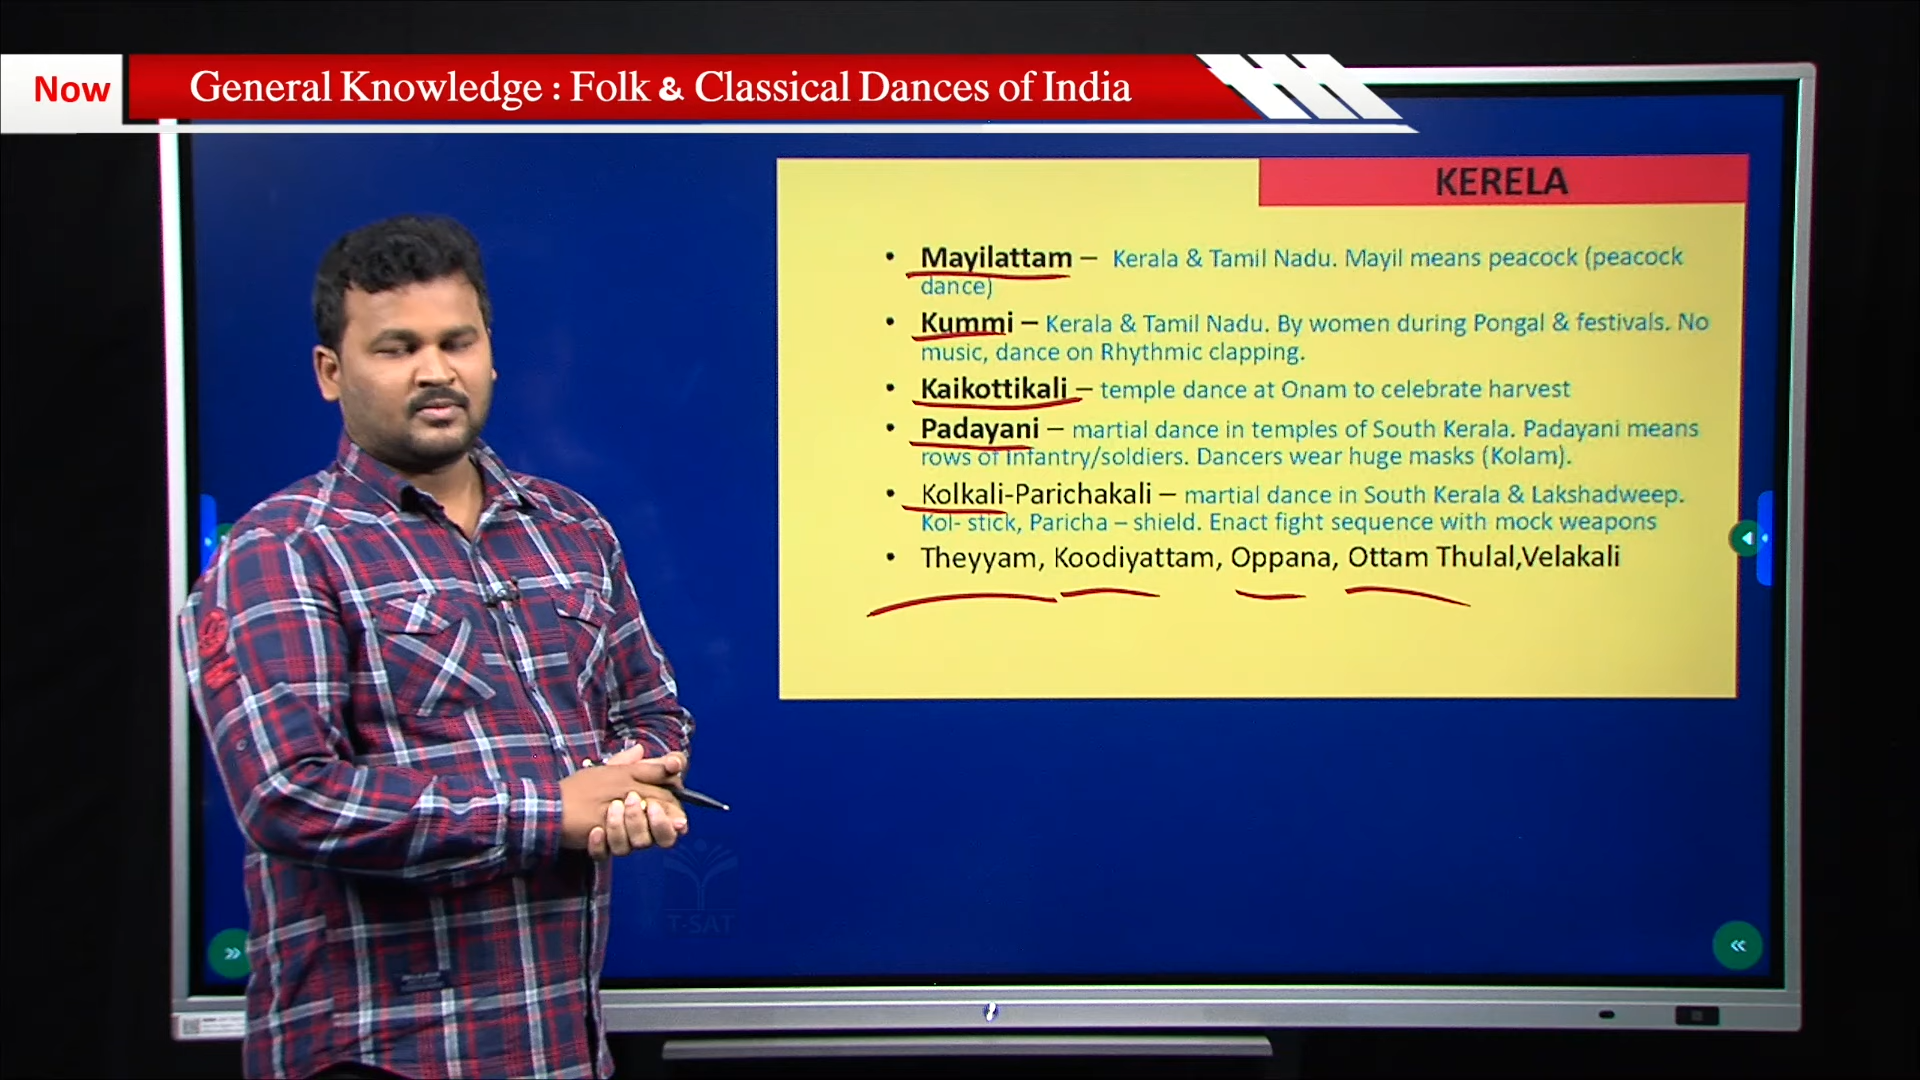 Now
General Knowledge : Folk & Classical Dances of India
KERELA
• Mayilattam – Kerala & Tamil Nadu. Mayil means peacock (peacock
dance)
• Kummi – Kerala & Tamil Nadu. By women during Pongal & festivals. No
music, dance on Rhythmic clapping.
• Kaikottikali – temple dance at Onam to celebrate harvest
• Padayani – martial dance in temples of South Kerala. Padayani means
rows of infantry/soldiers. Dancers wear huge masks (Kolam).
• Kolkali-Parichakali – martial dance in South Kerala & Lakshadweep.
Kol- stick, Paricha – shield. Enact fight sequence with mock weapons
• Theyyam, Koodiyattam, Oppana, Ottam Thulal,Velakali
T-SAT